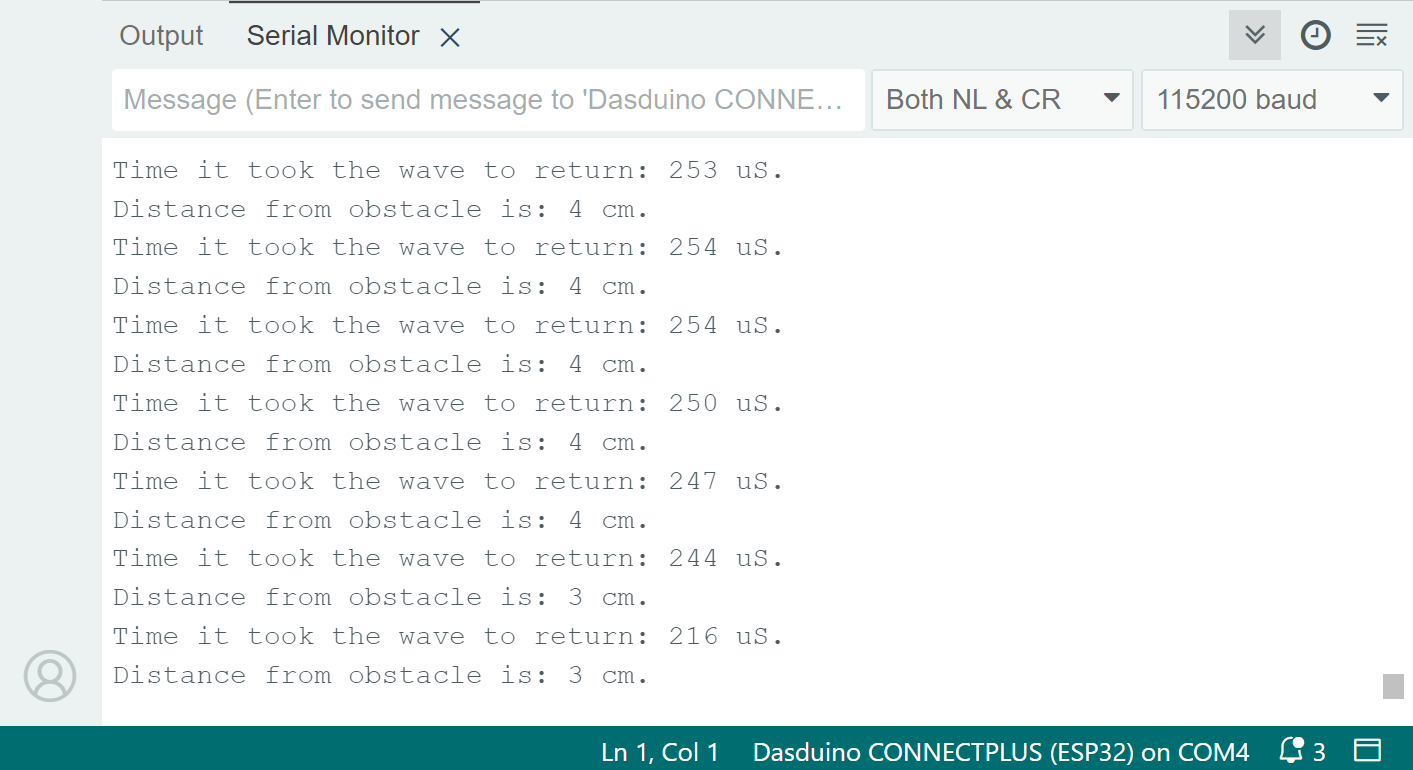 Output Serial Monitor
Message (Enter to send message to 'Dasduino CONNE... Both NL & CR 115200 baud
Time it took the wave to return: 253 uS.
Distance from obstacle is: 4 cm.
Time it took the wave to return: 254 uS.
Distance from obstacle is: 4 cm.
Time it took the wave to return: 254 uS.
Distance from obstacle is: 4 cm.
Time it took the wave to return: 250 uS.
Distance from obstacle is: 4 cm.
Time it took the wave to return: 247 uS.
Distance from obstacle is: 4 cm.
Time it took the wave to return: 244 uS.
Distance from obstacle is: 3 cm.
Time it took the wave to return: 216 uS.
Distance from obstacle is: 3 cm.
Ln 1, Col 1 Dasduino CONNECTPLUS (ESP32) on COM4 3